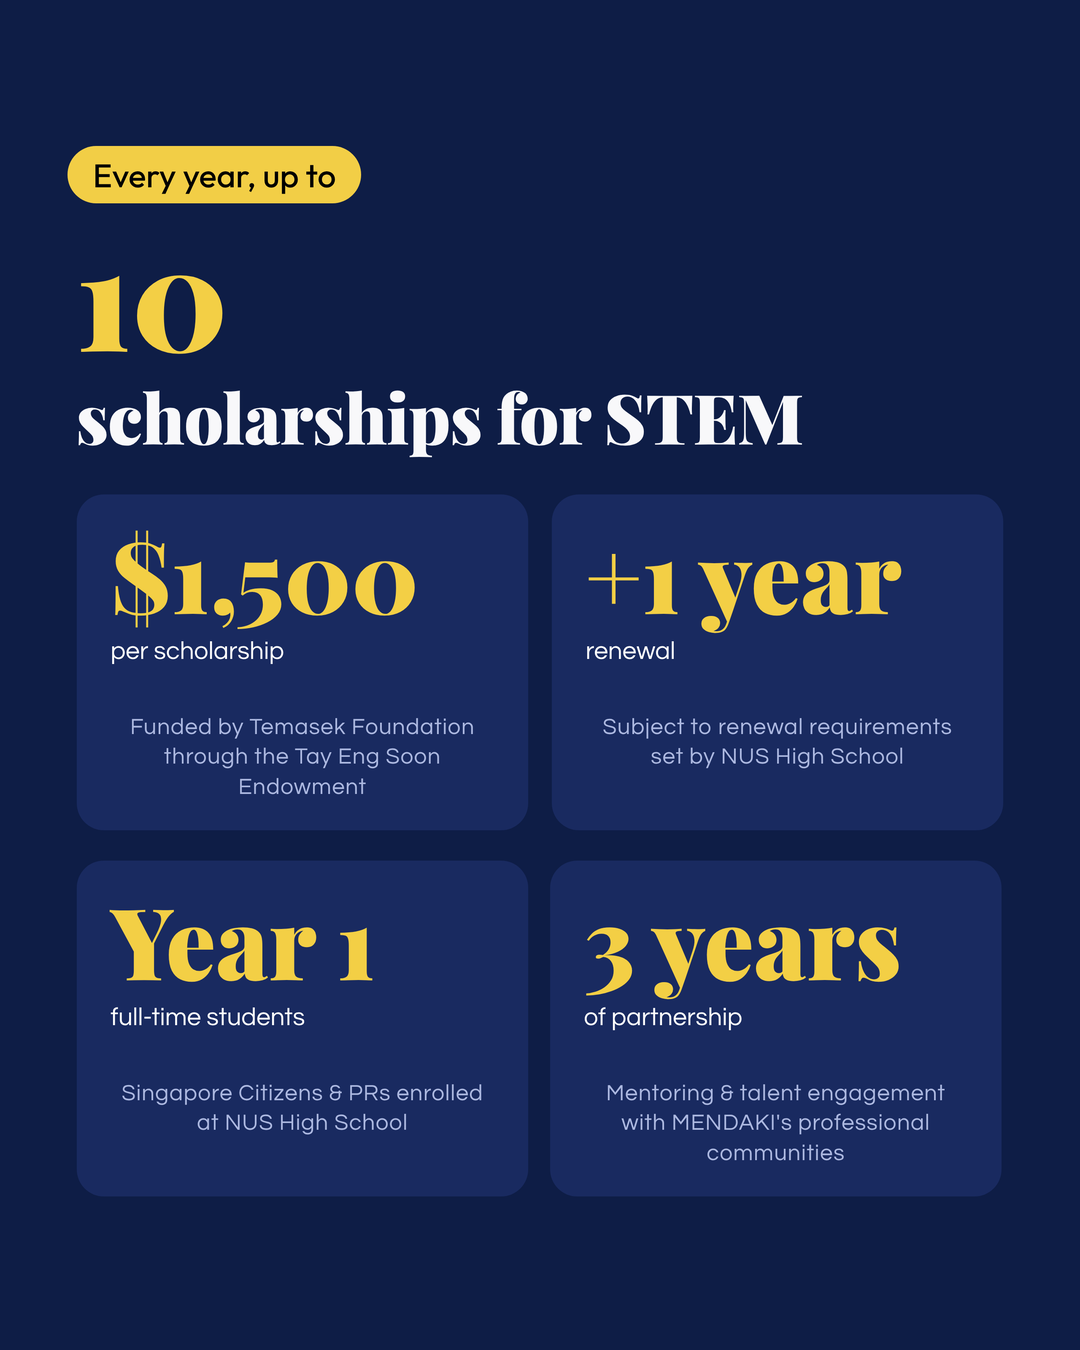 Every year, up to
10
scholarships for STEM
$1,500
per scholarship
Funded by Temasek Foundation
through the Tay Eng Soon
Endowment
+1 year
renewal
Subject to renewal requirements
set by NUS High School
Year 1
full-time students
Singapore Citizens & PRs enrolled
at NUS High School
3 years
of partnership
Mentoring & talent engagement
with MENDAKI's professional
communities